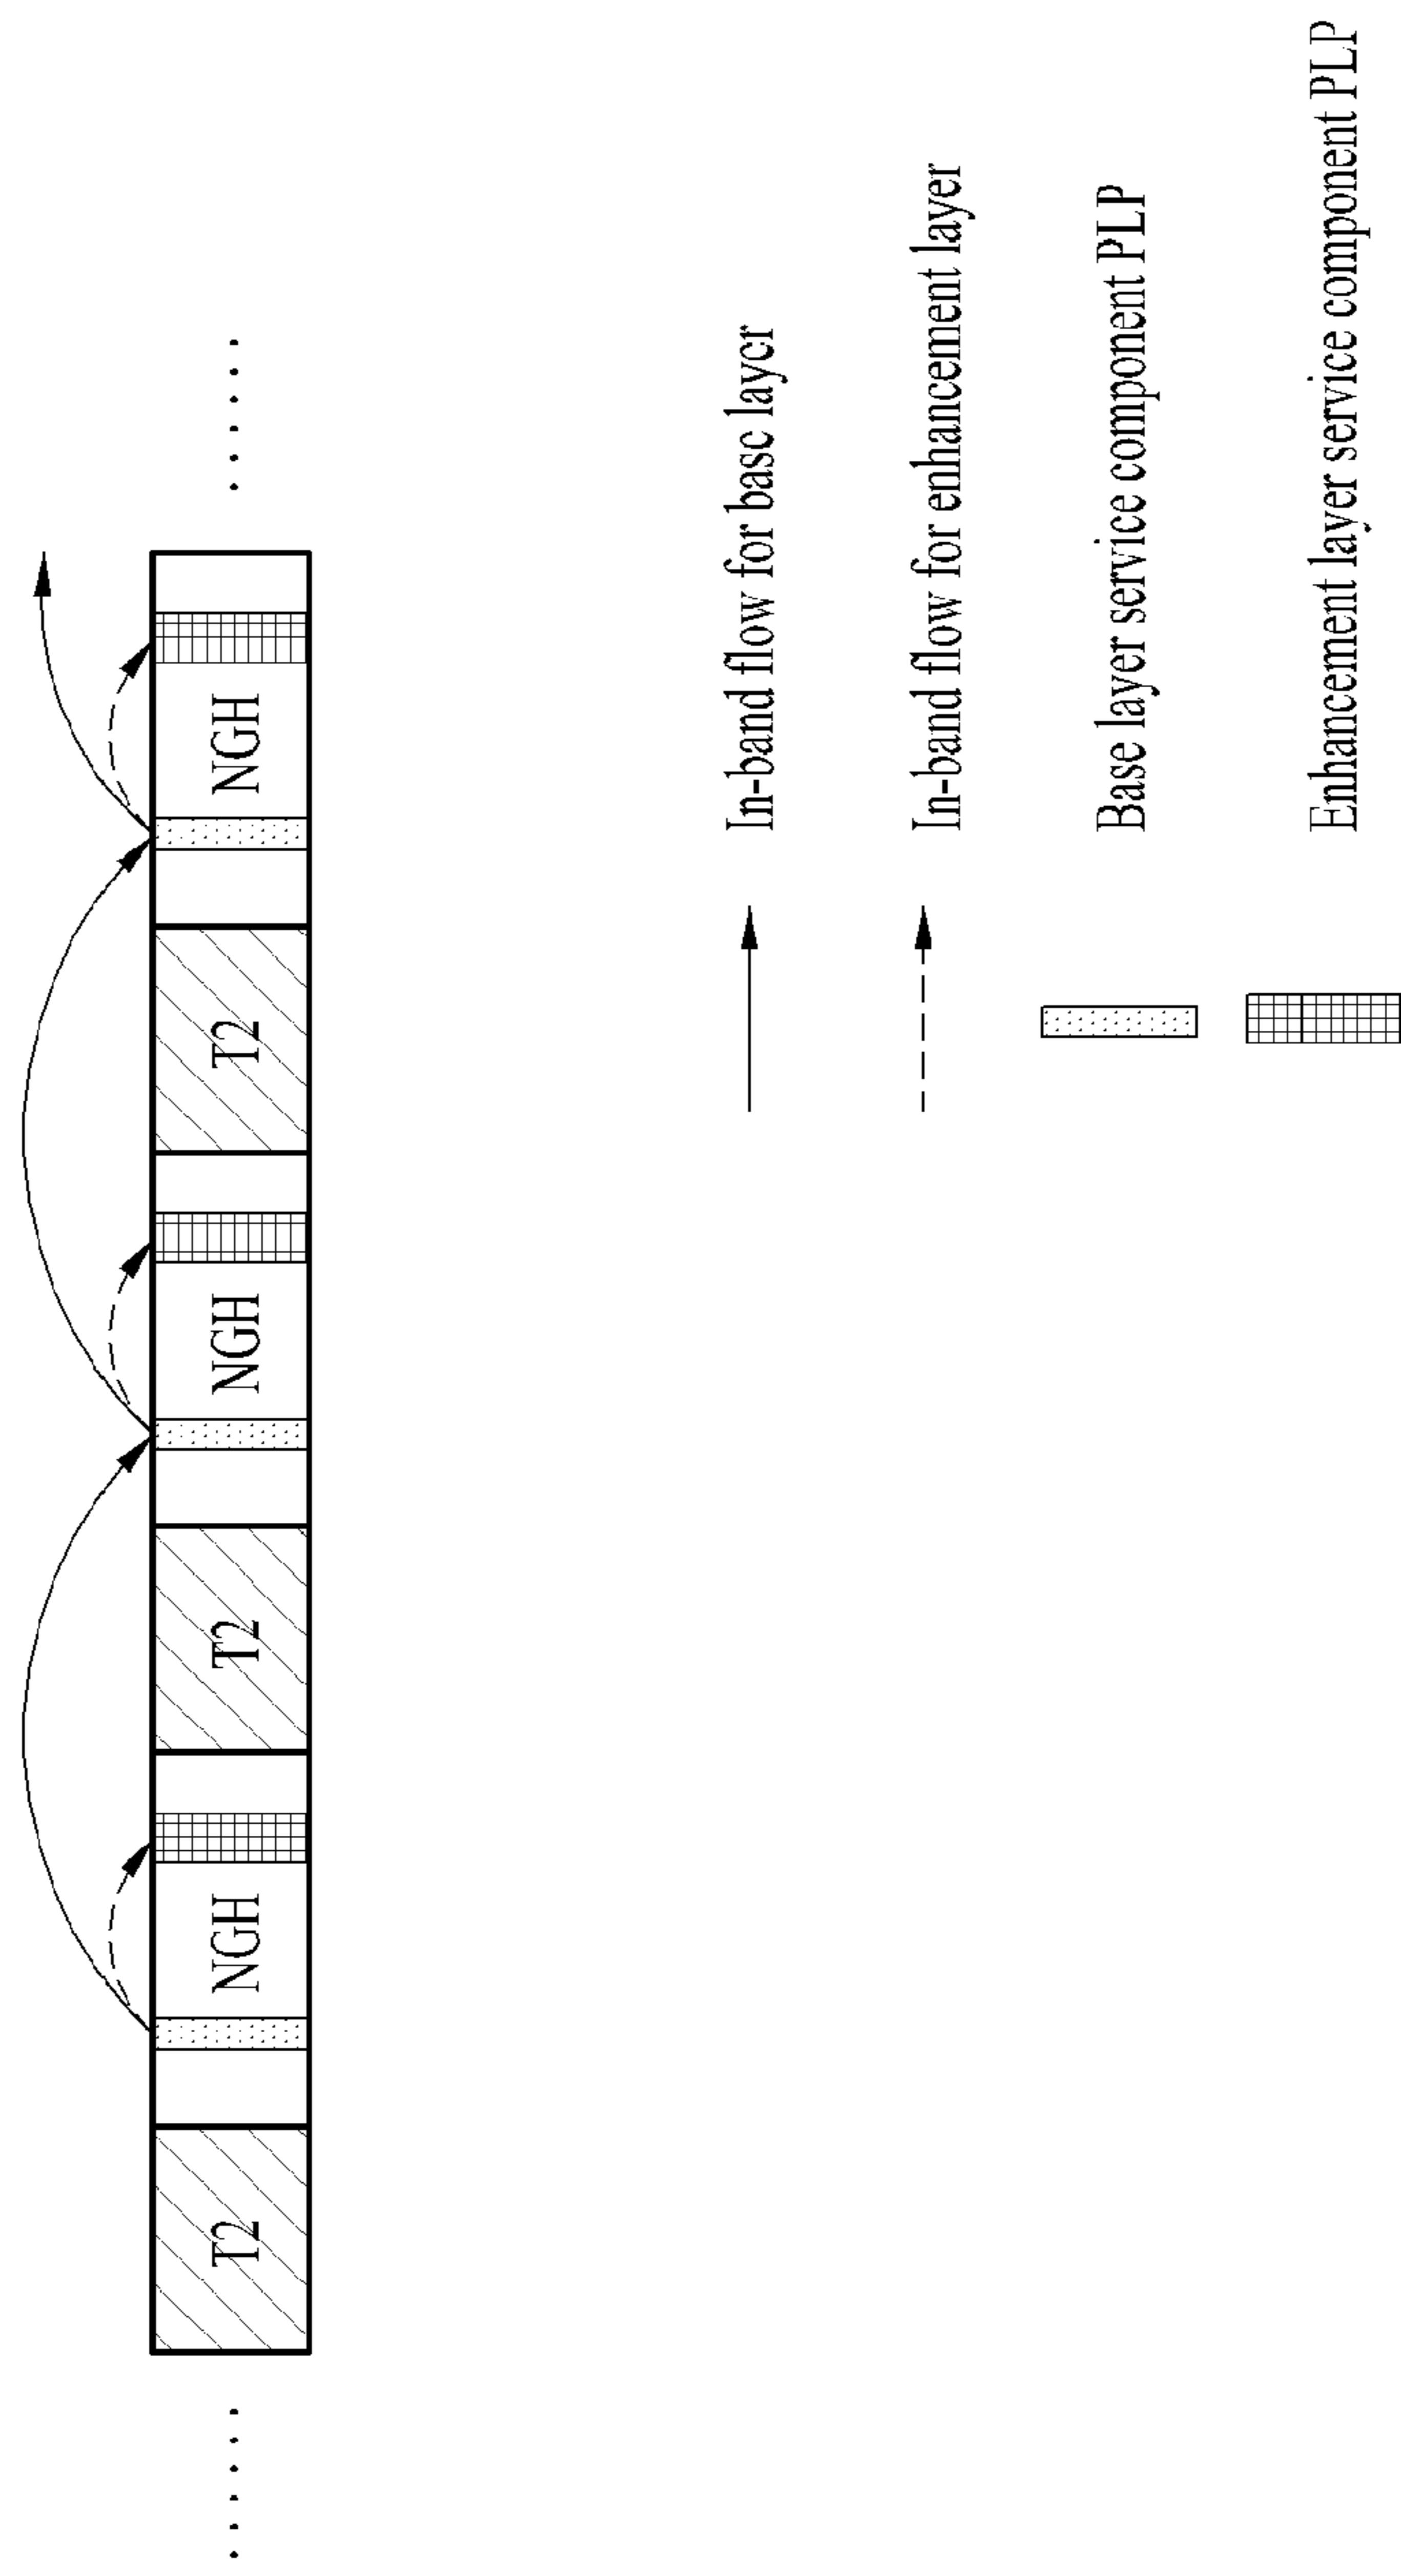 T2
NGH
T2
NGH
T2
NGH
In-band flow for base layer
In-band flow for enhancement layer
Base layer service component PLP
Enhancement layer service component PLP